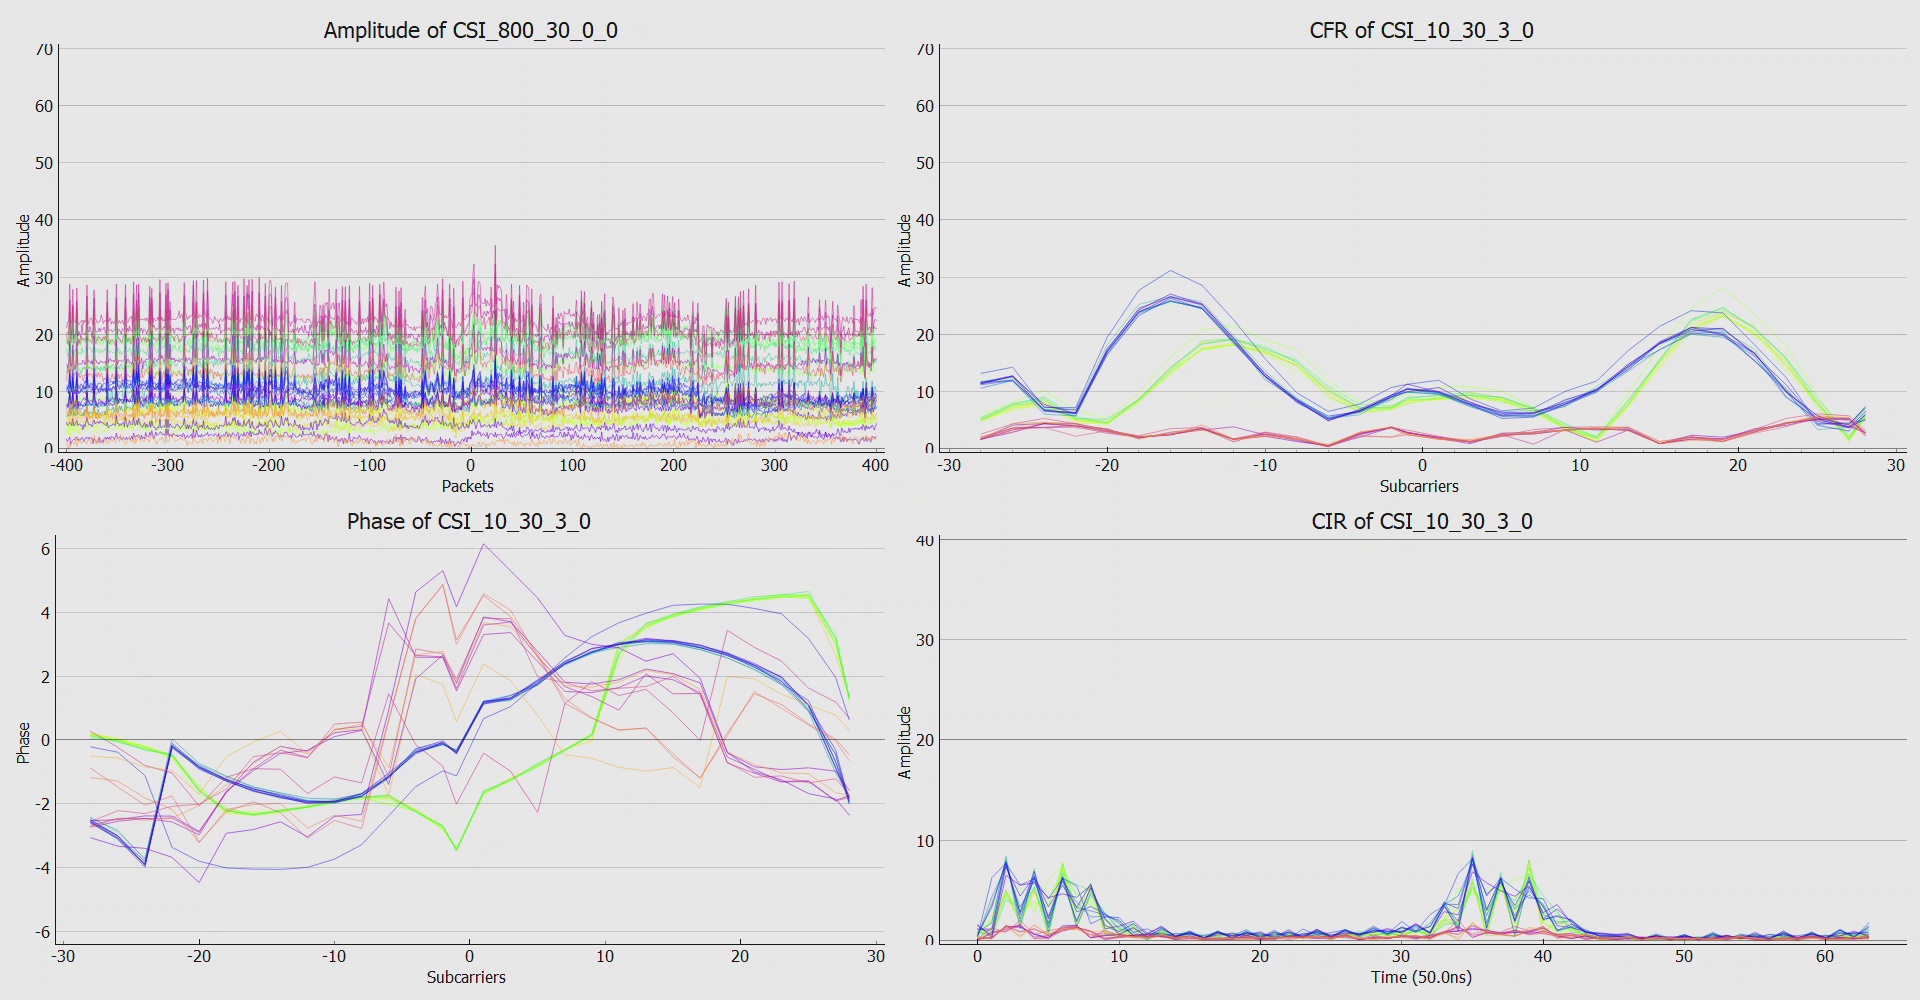 Amplitude of CSI_800_30_0_0
70
60
50
40
30
20
10
0
Amplitude
-400 -300 -200 -100 0 100 200 300 400
Packets
CFR of CSI_10_30_3_0
70
60
50
40
30
20
10
0
Amplitude
-30 -20 -10 0 10 20 30
Subcarriers
Phase of CSI_10_30_3_0
6
4
2
0
-2
-4
-6
Phase
-30 -20 -10 0 10 20 30
Subcarriers
CIR of CSI_10_30_3_0
40
30
20
10
0
Amplitude
0 10 20 30 40 50 60
Time (50.0ns)